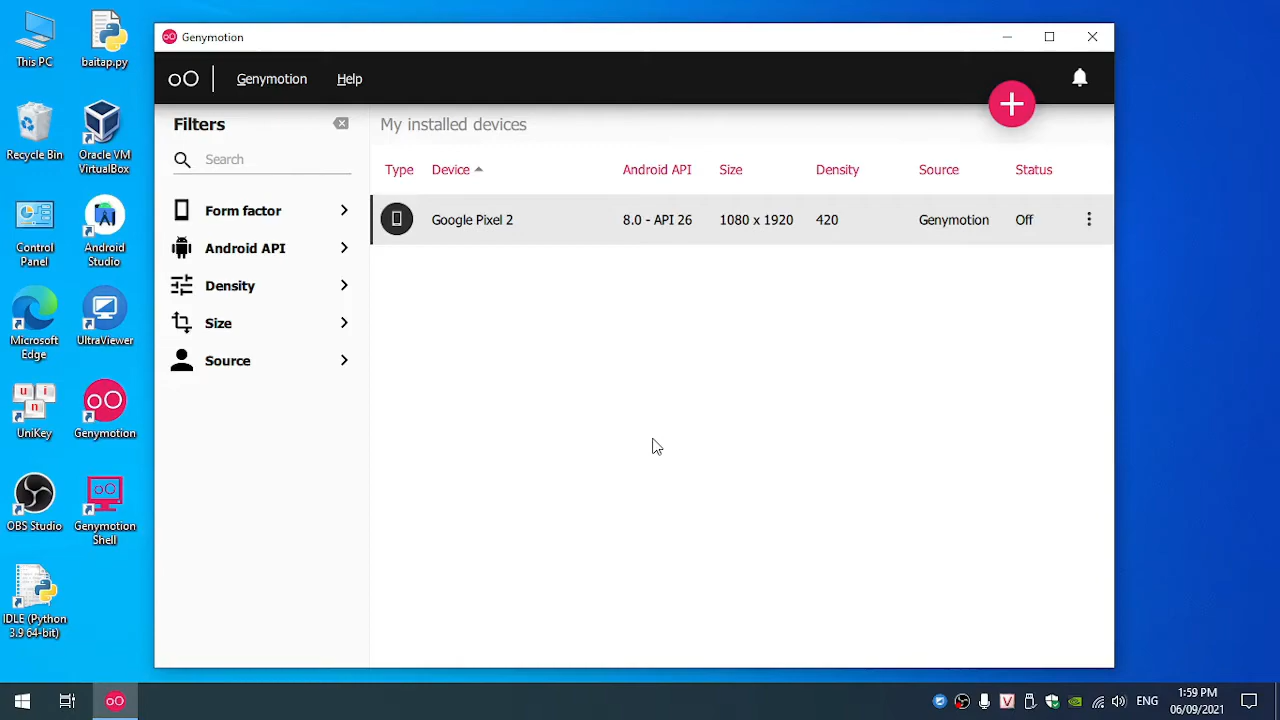 This PC
baitap.py
Recycle Bin
Oracle VM
VirtualBox
Control
Panel
Android
Studio
Microsoft
Edge
UltraViewer
u
i
n
UniKey
Genymotion
OBS Studio
Genymotion
Shell
IDLE (Python
3.9 64-bit)
Genymotion
Genymotion
Help
Filters
Search
Form factor
Android API
Density
Size
Source
My installed devices
Type Device Android API Size Density Source Status
Google Pixel 2 8.0 - API 26 1080 x 1920 420 Genymotion Off
V
ENG
1:59 PM
06/09/2021